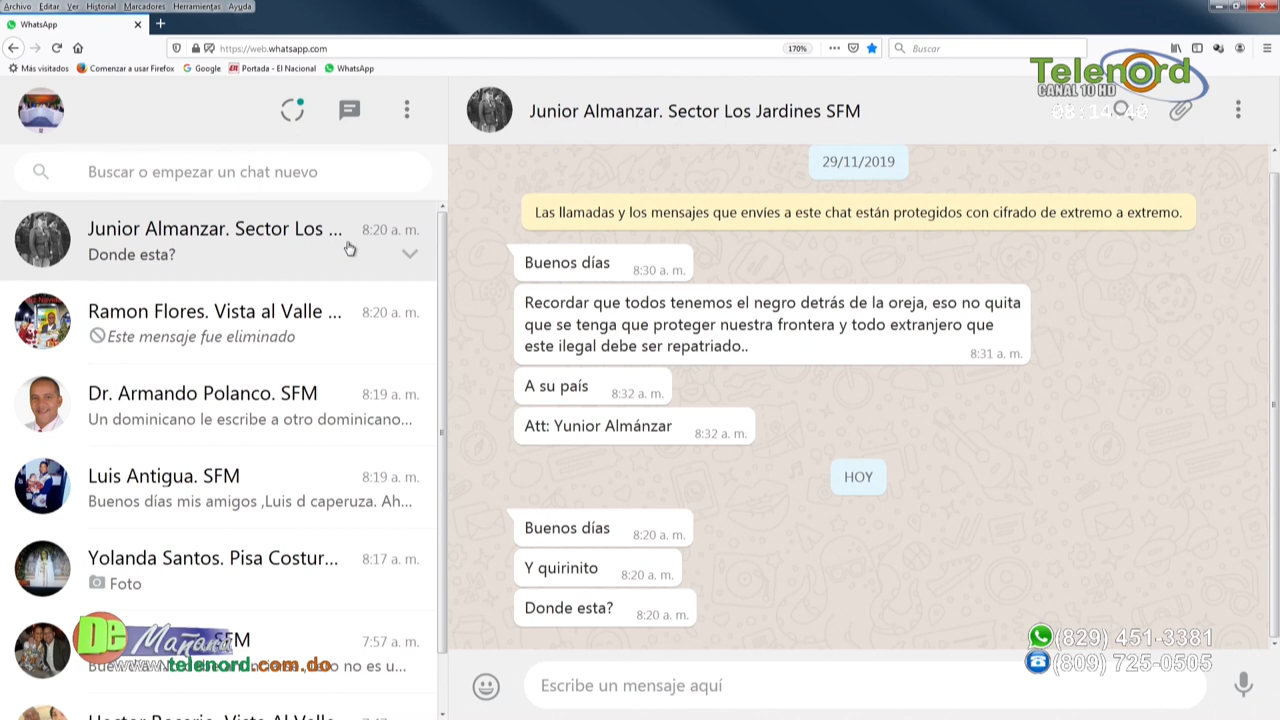 Archivo Editar Ver Historial Marcadores Herramientas Ayuda
WhatsApp
https://web.whatsapp.com
170%
Buscar
Más visitados Comenzar a usar Firefox Google Portada - El Nacional WhatsApp
Telenord
CANAL 10 HD
Junior Almanzar. Sector Los Jardines SFM
Buscar o empezar un chat nuevo
Junior Almanzar. Sector Los ... 8:20 a. m.
Donde esta?
Ramon Flores. Vista al Valle ... 8:20 a. m.
Este mensaje fue eliminado
Dr. Armando Polanco. SFM 8:19 a. m.
Un dominicano le escribe a otro dominicano...
Luis Antigua. SFM 8:19 a. m.
Buenos días mis amigos ,Luis d caperuza. Ah...
Yolanda Santos. Pisa Costur... 8:17 a. m.
Foto
SFM 7:57 a. m.
no es u...
De Mañana
www.telenord.com.do
29/11/2019
Las llamadas y los mensajes que envíes a este chat están protegidos con cifrado de extremo a extremo.
Buenos días 8:30 a. m.
Recordar que todos tenemos el negro detrás de la oreja, eso no quita
que se tenga que proteger nuestra frontera y todo extranjero que
este ilegal debe ser repatriado..
8:31 a. m.
A su país 8:32 a. m.
Att: Yunior Almánzar 8:32 a. m.
HOY
Buenos días 8:20 a. m.
Y quirinito 8:20 a. m.
Donde esta? 8:20 a. m.
(829) 451-3381
(809) 725-0505
Escribe un mensaje aquí